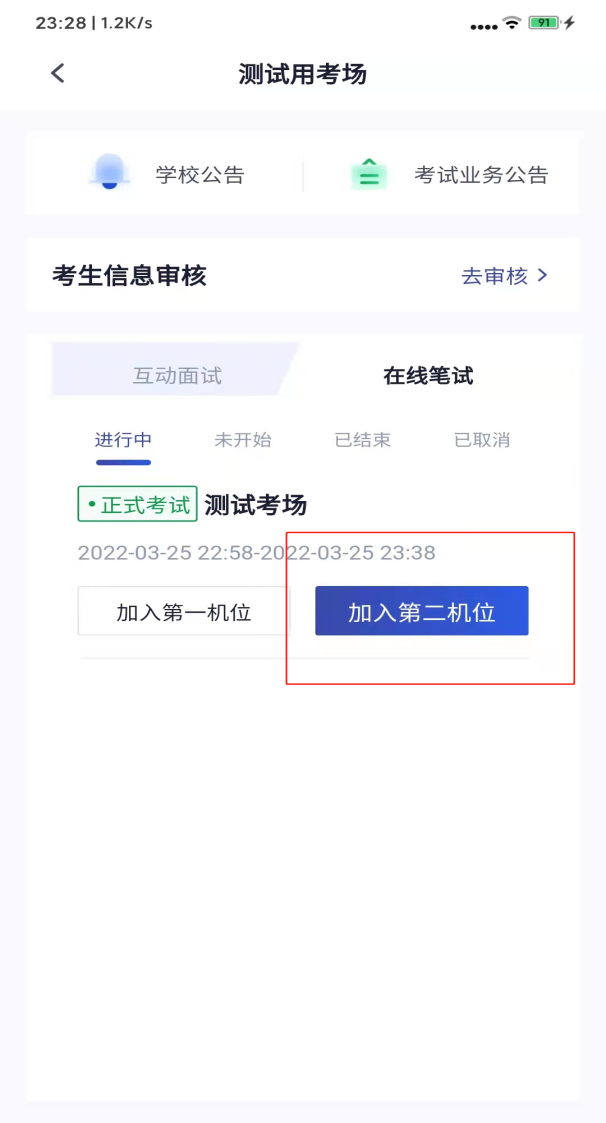 23:28 | 1.2K/s 91
测试用考场
学校公告 考试业务公告
考生信息审核 去审核
互动面试 在线笔试
进行中 未开始 已结束 已取消
正式考试 测试考场
2022-03-25 22:58-2022-03-25 23:38
加入第一机位 加入第二机位